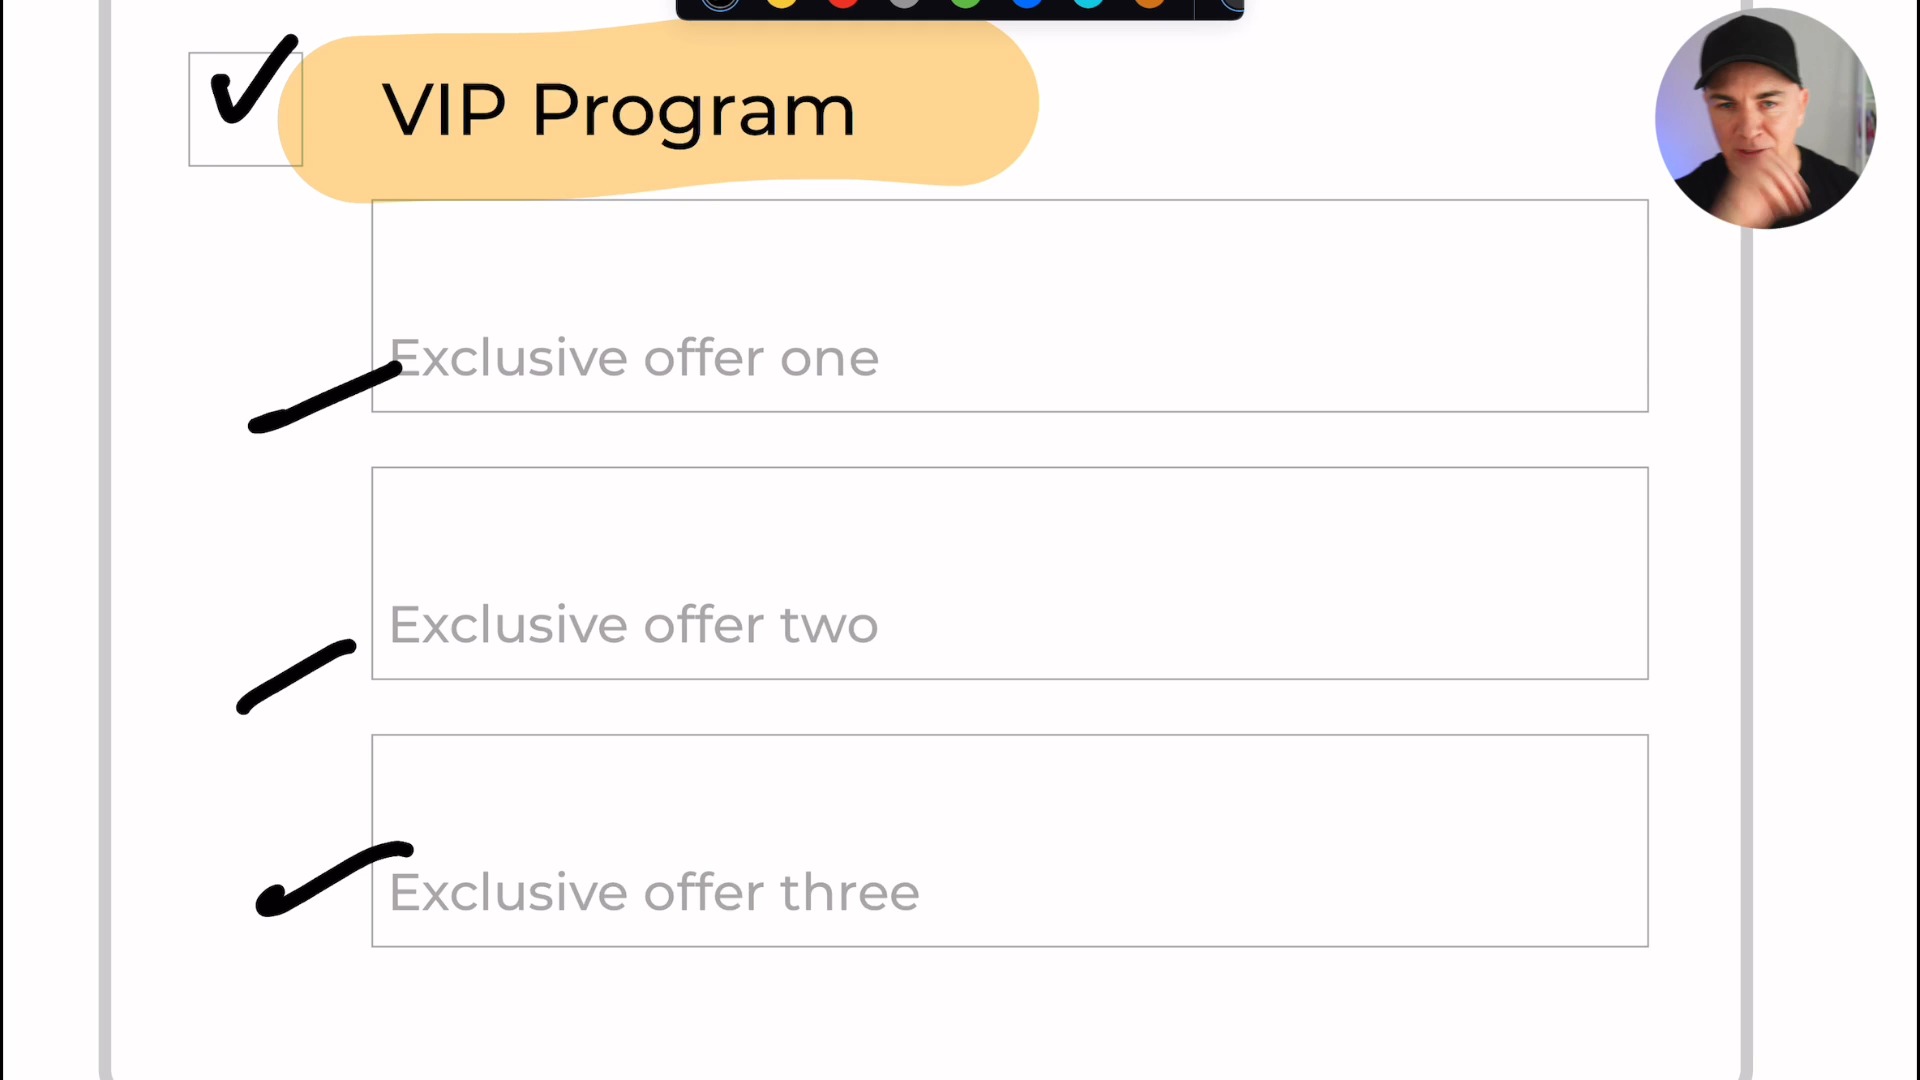 VIP Program
Exclusive offer one
Exclusive offer two
Exclusive offer three